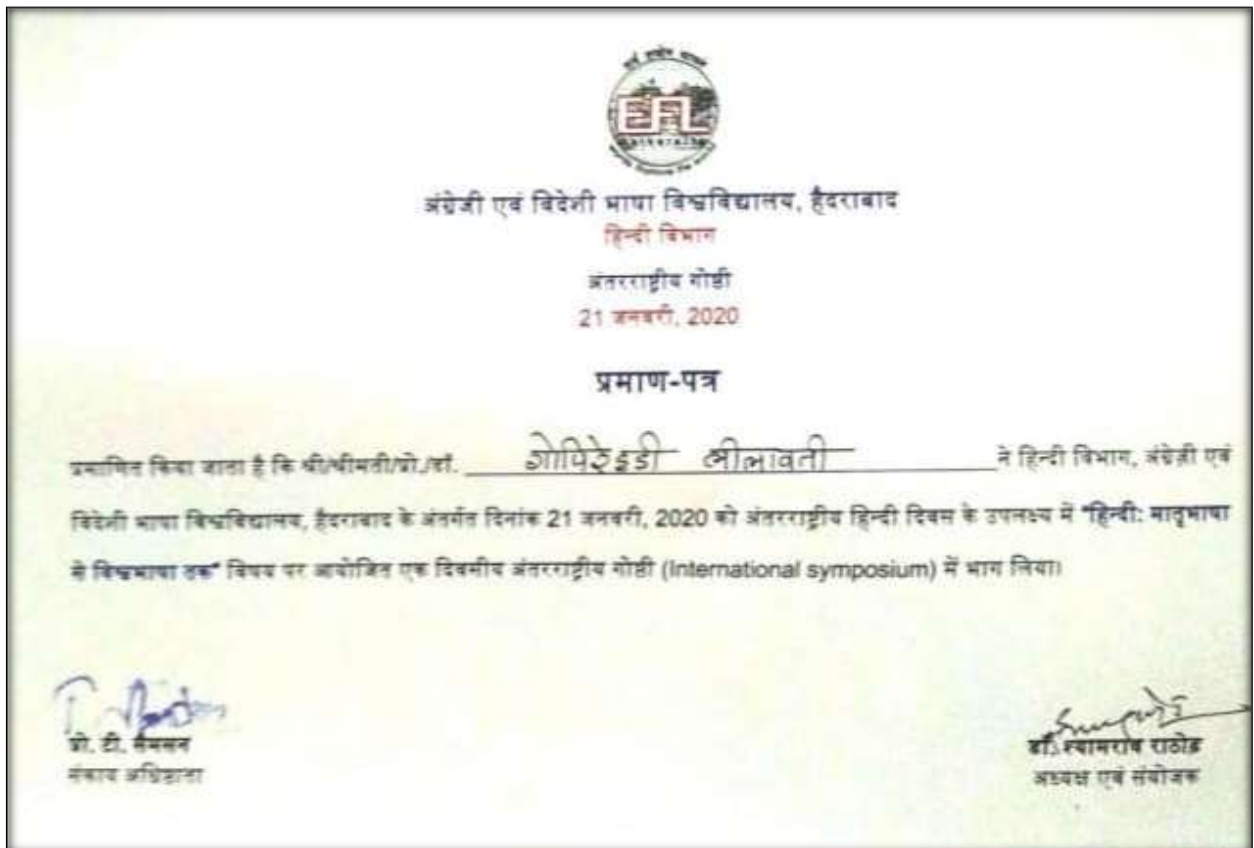 EFL
अंग्रेजी एवं विदेशी भाषा विश्वविद्यालय, हैदराबाद
हिन्दी विभाग
अंतरराष्ट्रीय गोष्ठी
21 जनवरी, 2020
प्रमाण-पत्र
प्रमाणित किया जाता है कि श्री/श्रीमती/प्रो./डॉ. गोपिरेड्डी लीलावती ने हिन्दी विभाग, अंग्रेज़ी एवं
विदेशी भाषा विश्वविद्यालय, हैदराबाद के अंतर्गत दिनांक 21 जनवरी, 2020 को अंतरराष्ट्रीय हिन्दी दिवस के उपलक्ष्य में "हिन्दी: मातृभाषा
से विश्वभाषा तक" विषय पर आयोजित एक दिवसीय अंतरराष्ट्रीय गोष्ठी (International symposium) में भाग लिया।
प्रो. टी. सैमसन
संकाय अधिष्ठाता
डॉ. श्यामराव राठोड़
अध्यक्ष एवं संयोजक